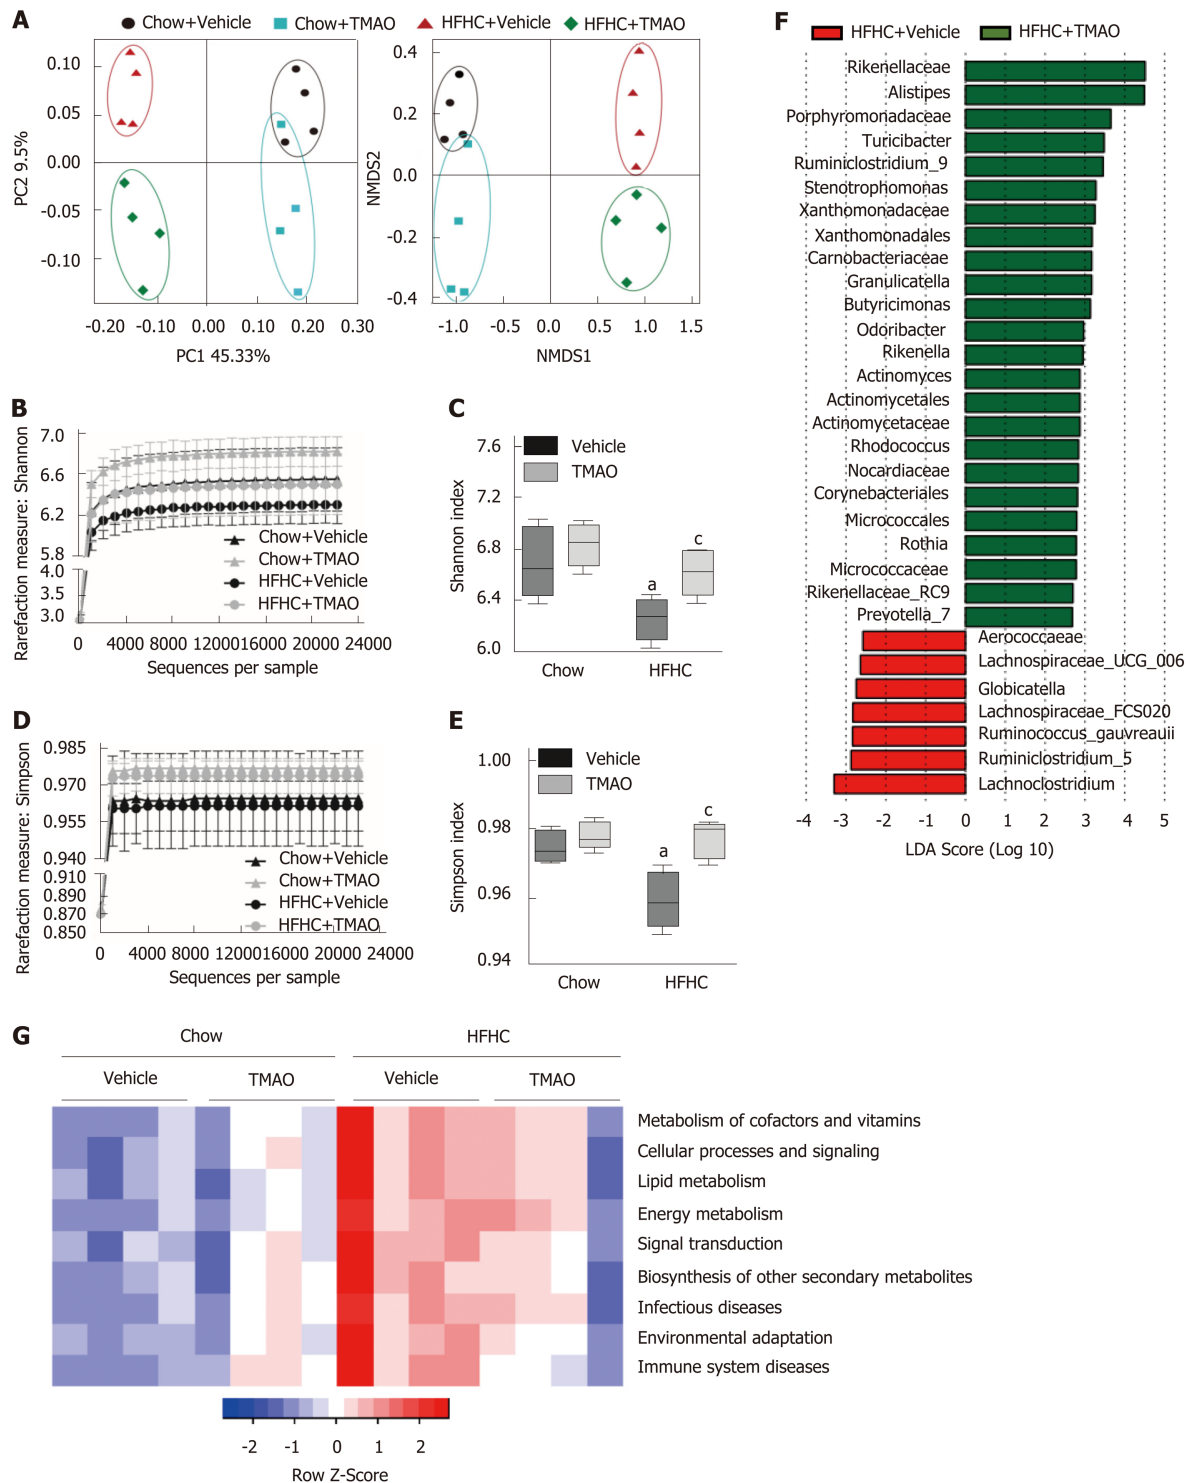 A
Chow+Vehicle
Chow+TMAO
HFHC+Vehicle
HFHC+TMAO
PC2 9.5%
0.10
0.05
0.00
-0.05
-0.10
-0.20
-0.10
0.00
0.10
0.20
0.30
PC1 45.33%
NMDS2
0.4
0.2
0.0
-0.2
-0.4
-1.0
0.0
0.5
1.0
1.5
NMDS1
B
Rarefaction measure: Shannon
7.0
6.6
6.2
5.8
4.0
3.5
3.0
Chow+Vehicle
Chow+TMAO
HFHC+Vehicle
HFHC+TMAO
0 4000 8000 12000 16000 20000 24000
Sequences per sample
C
Shannon index
7.6
7.2
6.8
6.4
6.0
Vehicle
TMAO
a
c
Chow
HFHC
D
Rarefaction measure: Simpson
0.985
0.970
0.955
0.940
0.910
0.890
0.870
0.850
Chow+Vehicle
Chow+TMAO
HFHC+Vehicle
HFHC+TMAO
0 4000 8000 12000 16000 20000 24000
Sequences per sample
E
Simpson index
1.00
0.98
0.96
0.94
Vehicle
TMAO
a
c
Chow
HFHC
F
HFHC+Vehicle
HFHC+TMAO
Rikenellaceae
Alistipes
Porphyromonadaceae
Turicibacter
Ruminiclostridium_9
Stenotrophomonas
Xanthomonadaceae
Xanthomonadales
Carnobacteriaceae
Granulicatella
Butyricimonas
Odoribacter
Rikenella
Actinomyces
Actinomycetales
Actinomycetaceae
Rhodococcus
Nocardiaceae
Corynebacteriales
Micrococcales
Rothia
Micrococcaceae
Rikenellaceae_RC9
Prevotella_7
Aerococcaeae
Lachnospiraceae_UCG_006
Globicatella
Lachnospiraceae_FCS020
Ruminococcus_gauvreauii
Ruminiclostridium_5
Lachnoclostridium
-4 -3 -2 -1 0 1 2 3 4 5
LDA Score (Log 10)
G
Chow
HFHC
Vehicle
TMAO
Vehicle
TMAO
Metabolism of cofactors and vitamins
Cellular processes and signaling
Lipid metabolism
Energy metabolism
Signal transduction
Biosynthesis of other secondary metabolites
Infectious diseases
Environmental adaptation
Immune system diseases
-2 -1 0 1 2
Row Z-Score